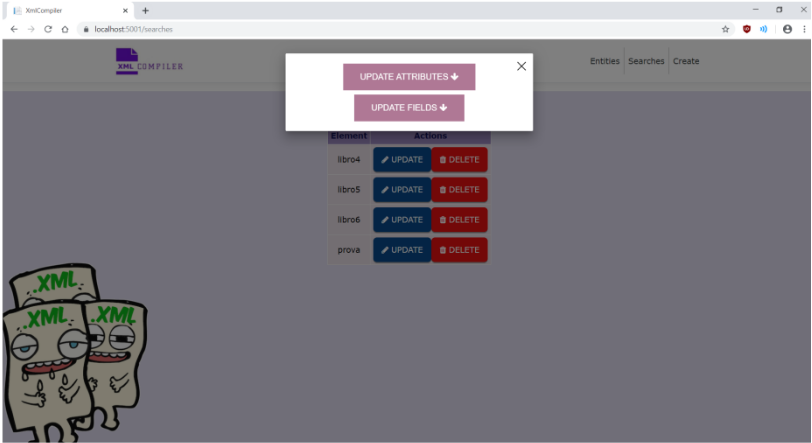 XmlCompiler
localhost:5001/searches
XML COMPILER
Entities Searches Create
UPDATE ATTRIBUTES
UPDATE FIELDS
Element Actions
libro4 UPDATE DELETE
libro5 UPDATE DELETE
libro6 UPDATE DELETE
prova UPDATE DELETE
.XML
.XML .XML